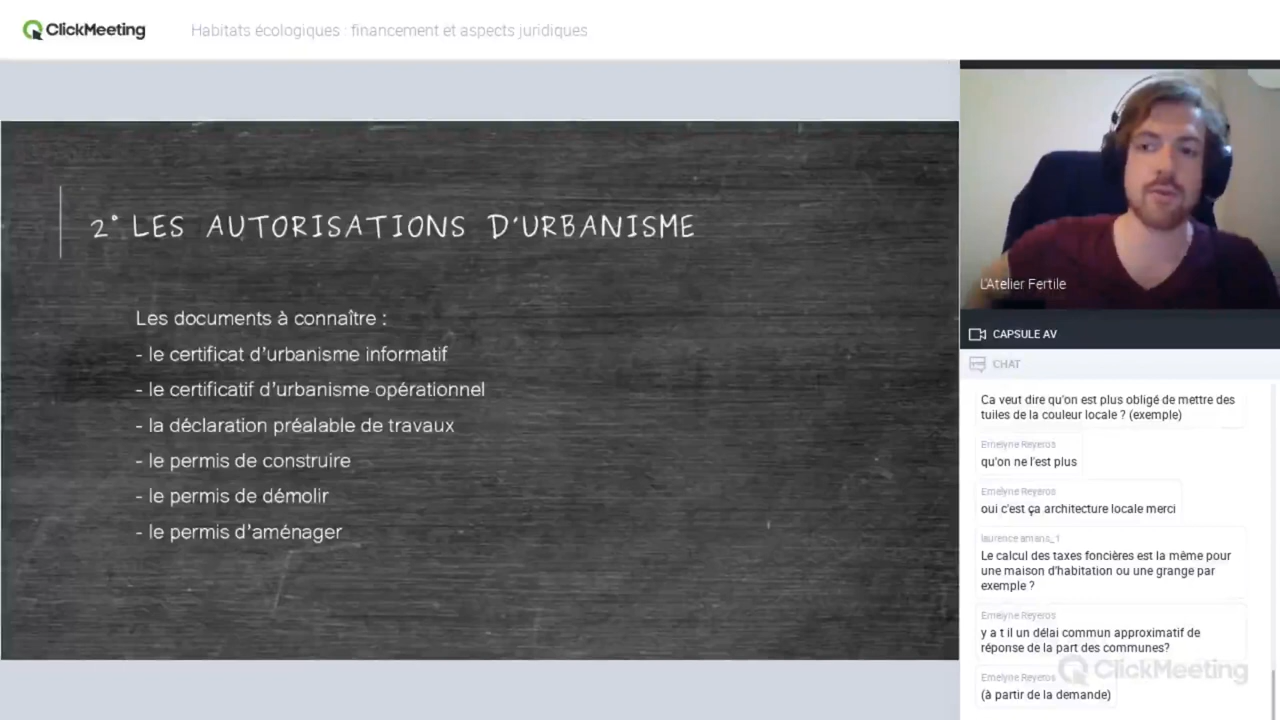 ClickMeeting
Habitats écologiques : financement et aspects juridiques
2° LES AUTORISATIONS D'URBANISME
Les documents à connaître :
- le certificat d'urbanisme informatif
- le certificatif d'urbanisme opérationnel
- la déclaration préalable de travaux
- le permis de construire
- le permis de démolir
- le permis d'aménager
L'Atelier Fertile
CAPSULE AV
CHAT
Ca veut dire qu'on est plus obligé de mettre des
tuiles de la couleur locale ? (exemple)
Emelyne Reyeros
qu'on ne l'est plus
Emelyne Reyeros
oui c'est ça architecture locale merci
laurence amans_1
Le calcul des taxes foncières est la même pour
une maison d'habitation ou une grange par
exemple ?
Emelyne Reyeros
y a t il un délai commun approximatif de
réponse de la part des communes?
Emelyne Reyeros
(à partir de la demande)
ClickMeeting